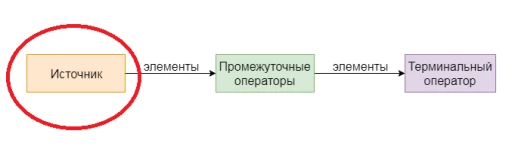 Источник
элементы
Промежуточные
операторы
элементы
Терминальный
оператор